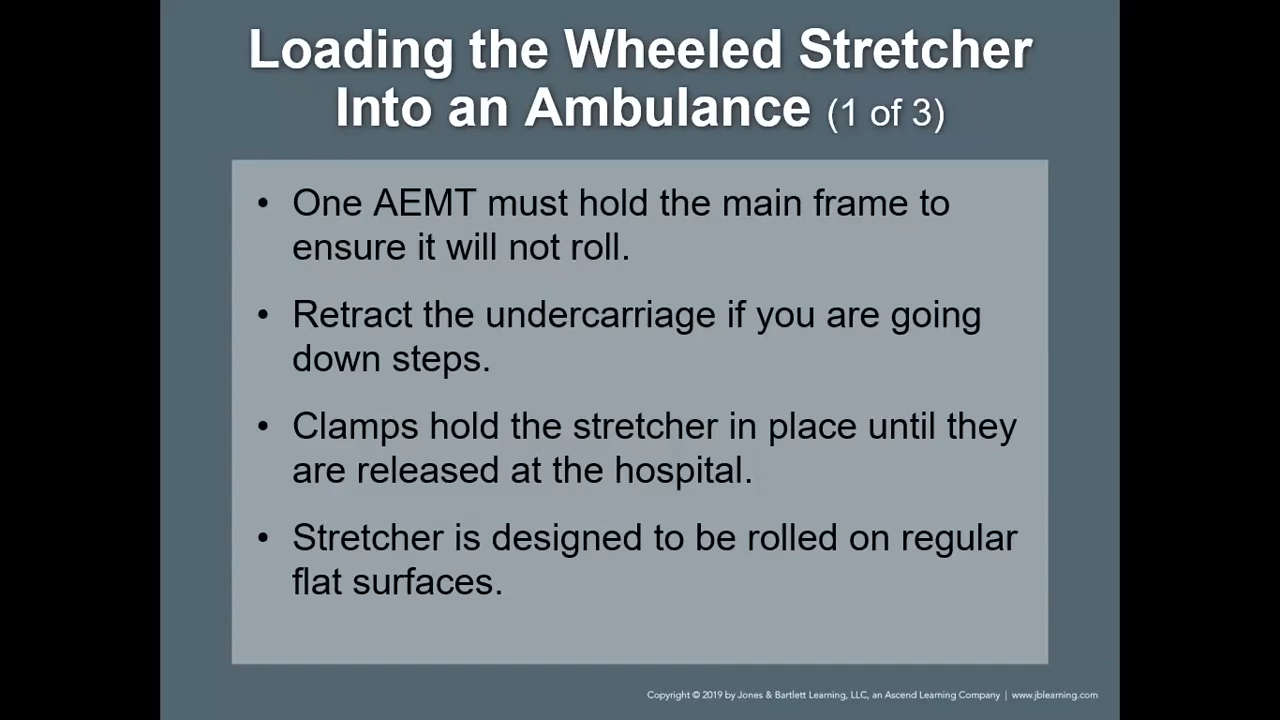 Loading the Wheeled Stretcher
Into an Ambulance (1 of 3)
• One AEMT must hold the main frame to
ensure it will not roll.
• Retract the undercarriage if you are going
down steps.
• Clamps hold the stretcher in place until they
are released at the hospital.
• Stretcher is designed to be rolled on regular
flat surfaces.
Copyright © 2019 by Jones & Bartlett Learning, LLC, an Ascend Learning Company | www.jblearning.com